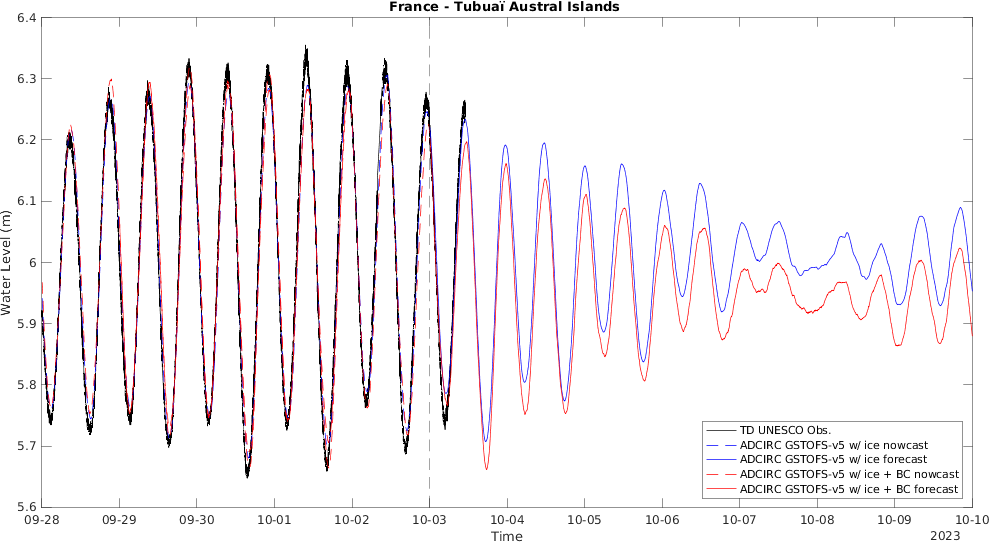 France - Tubuaï Austral Islands
6.4
6.3
6.2
6.1
6
5.9
5.8
5.7
5.6
Water Level (m)
TD UNESCO Obs.
ADCIRC GSTOFS-v5 w/ ice nowcast
ADCIRC GSTOFS-v5 w/ ice forecast
ADCIRC GSTOFS-v5 w/ ice + BC nowcast
ADCIRC GSTOFS-v5 w/ ice + BC forecast
09-28 09-29 09-30 10-01 10-02 10-03 10-04 10-05 10-06 10-07 10-08 10-09 10-10
Time
2023